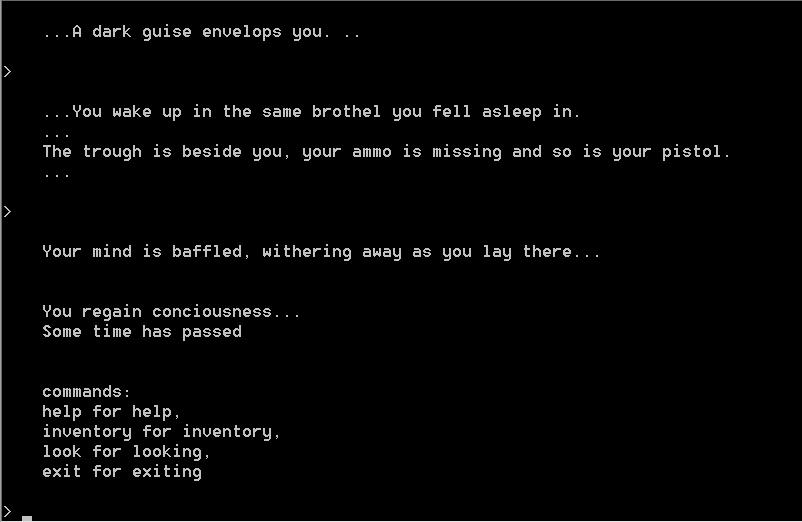 ...A dark guise envelops you. ..
>
...You wake up in the same brothel you fell asleep in.
...
The trough is beside you, your ammo is missing and so is your pistol.
...
>
Your mind is baffled, withering away as you lay there...
You regain conciousness...
Some time has passed
commands:
help for help,
inventory for inventory,
look for looking,
exit for exiting
>